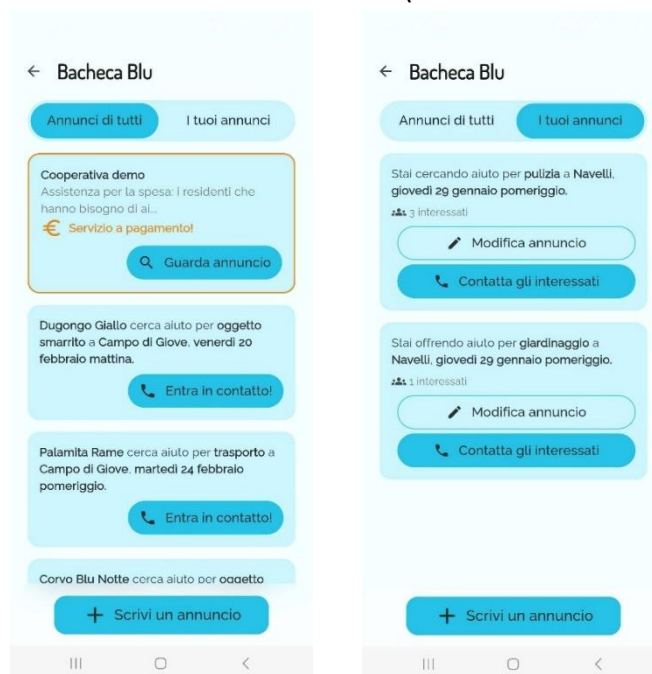 Bacheca Blu
Annunci di tutti
I tuoi annunci
Cooperativa demo
Assistenza per la spesa: i residenti che
hanno bisogno di ai...
Servizio a pagamento!
Guarda annuncio
Dugongo Giallo cerca aiuto per oggetto
smarrito a Campo di Giove, venerdì 20
febbraio mattina.
Entra in contatto!
Palamita Rame cerca aiuto per trasporto a
Campo di Giove, martedì 24 febbraio
pomeriggio.
Entra in contatto!
Corvo Blu Notte cerca aiuto per oggetto
Scrivi un annuncio
Bacheca Blu
Annunci di tutti
I tuoi annunci
Stai cercando aiuto per pulizia a Navelli,
giovedì 29 gennaio pomeriggio.
3 interessati
Modifica annuncio
Contatta gli interessati
Stai offrendo aiuto per giardinaggio a
Navelli, giovedì 29 gennaio pomeriggio.
1 interessati
Modifica annuncio
Contatta gli interessati
Scrivi un annuncio